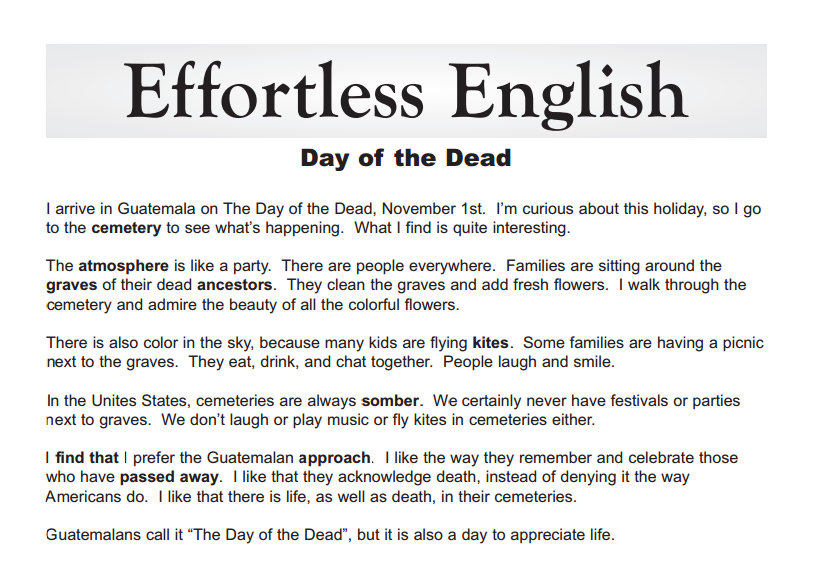 Effortless English
Day of the Dead
I arrive in Guatemala on The Day of the Dead, November 1st.  I'm curious about this holiday, so I go
to the cemetery to see what's happening.  What I find is quite interesting.
The atmosphere is like a party.  There are people everywhere.  Families are sitting around the
graves of their dead ancestors.  They clean the graves and add fresh flowers.  I walk through the
cemetery and admire the beauty of all the colorful flowers.
There is also color in the sky, because many kids are flying kites.  Some families are having a picnic
next to the graves.  They eat, drink, and chat together.  People laugh and smile.
In the Unites States, cemeteries are always somber.  We certainly never have festivals or parties
next to graves.  We don't laugh or play music or fly kites in cemeteries either.
I find that I prefer the Guatemalan approach.  I like the way they remember and celebrate those
who have passed away.  I like that they acknowledge death, instead of denying it the way
Americans do.  I like that there is life, as well as death, in their cemeteries.
Guatemalans call it “The Day of the Dead”, but it is also a day to appreciate life.